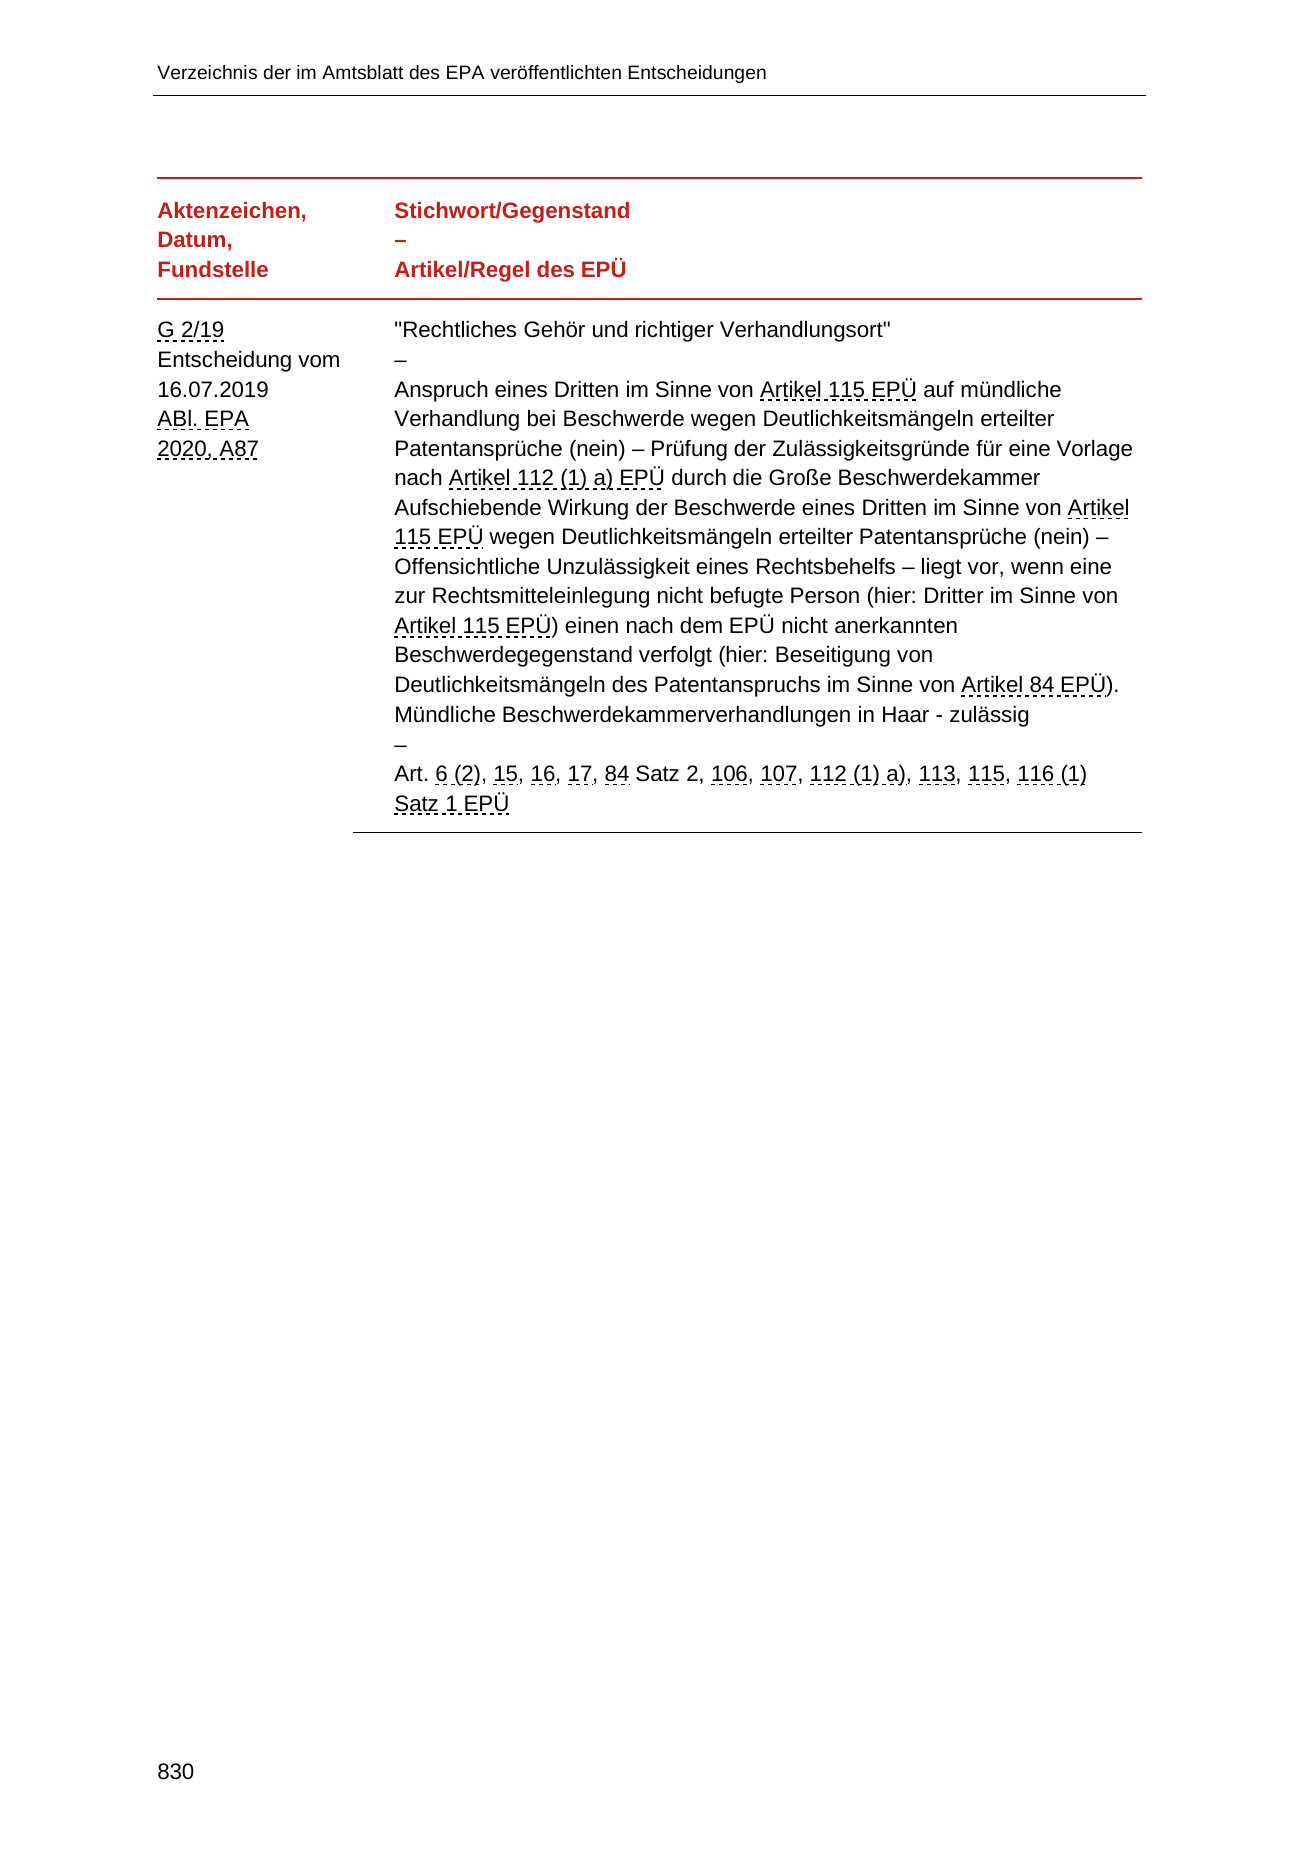 Verzeichnis der im Amtsblatt des EPA veröffentlichten Entscheidungen
Aktenzeichen,
Datum,
Fundstelle
Stichwort/Gegenstand
–
Artikel/Regel des EPÜ
G 2/19
Entscheidung vom
16.07.2019
ABl. EPA
2020, A87
"Rechtliches Gehör und richtiger Verhandlungsort"
–
Anspruch eines Dritten im Sinne von Artikel 115 EPÜ auf mündliche
Verhandlung bei Beschwerde wegen Deutlichkeitsmängeln erteilter
Patentansprüche (nein) – Prüfung der Zulässigkeitsgründe für eine Vorlage
nach Artikel 112 (1) a) EPÜ durch die Große Beschwerdekammer
Aufschiebende Wirkung der Beschwerde eines Dritten im Sinne von Artikel
115 EPÜ wegen Deutlichkeitsmängeln erteilter Patentansprüche (nein) –
Offensichtliche Unzulässigkeit eines Rechtsbehelfs – liegt vor, wenn eine
zur Rechtsmitteleinlegung nicht befugte Person (hier: Dritter im Sinne von
Artikel 115 EPÜ) einen nach dem EPÜ nicht anerkannten
Beschwerdegegenstand verfolgt (hier: Beseitigung von
Deutlichkeitsmängeln des Patentanspruchs im Sinne von Artikel 84 EPÜ).
Mündliche Beschwerdekammerverhandlungen in Haar - zulässig
–
Art. 6 (2), 15, 16, 17, 84 Satz 2, 106, 107, 112 (1) a), 113, 115, 116 (1)
Satz 1 EPÜ
830